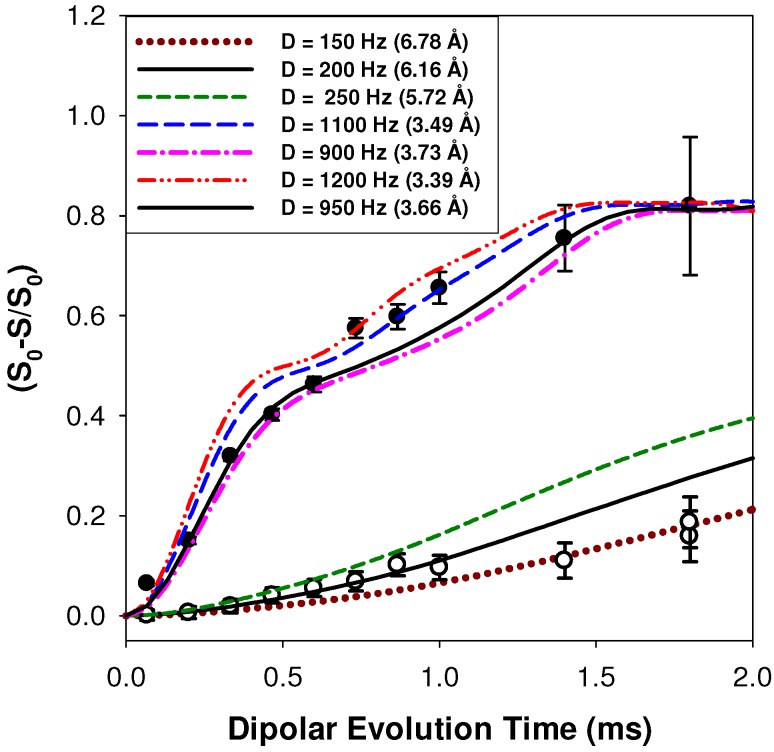 1.2
1.0
0.8
0.6
0.4
0.2
0.0
(S₀-S/S₀)
D = 150 Hz (6.78 Å)
D = 200 Hz (6.16 Å)
D = 250 Hz (5.72 Å)
D = 1100 Hz (3.49 Å)
D = 900 Hz (3.73 Å)
D = 1200 Hz (3.39 Å)
D = 950 Hz (3.66 Å)
0.0 0.5 1.0 1.5 2.0
Dipolar Evolution Time (ms)